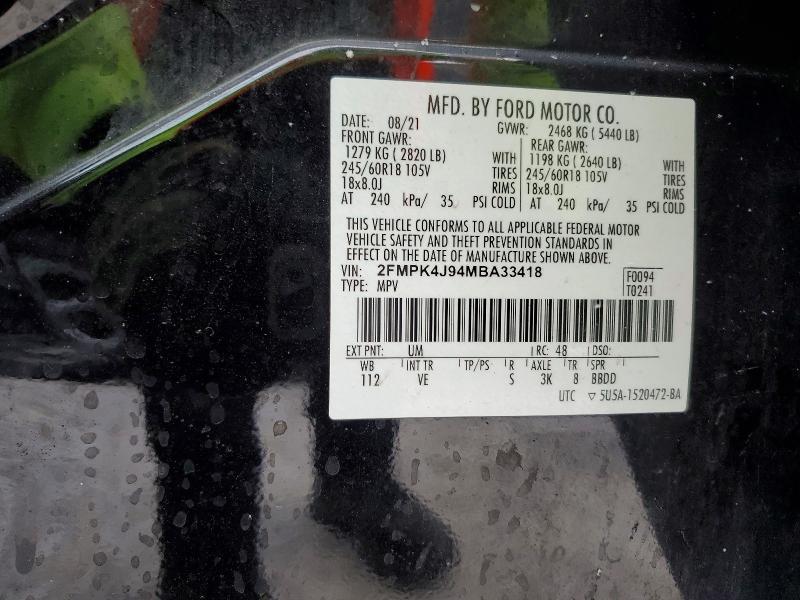 MFD. BY FORD MOTOR CO.
DATE: 08/21 GVWR: 2468 KG ( 5440 LB)
FRONT GAWR: REAR GAWR:
1279 KG ( 2820 LB) WITH 1198 KG ( 2640 LB) WITH
245/60R18 105V TIRES 245/60R18 105V TIRES
18x8.0J RIMS 18x8.0J RIMS
AT 240 kPa/ 35 PSI COLD AT 240 kPa/ 35 PSI COLD
THIS VEHICLE CONFORMS TO ALL APPLICABLE FEDERAL MOTOR
VEHICLE SAFETY AND THEFT PREVENTION STANDARDS IN
EFFECT ON THE DATE OF MANUFACTURE SHOWN ABOVE.
VIN: 2FMPK4J94MBA33418 F0094
TYPE: MPV T0241
EXT PNT: UM RC: 48 DSO:
WB INT TR TP/PS R AXLE TR SPR
112 VE S 3K 8 BBDD
UTC ▽ 5U5A-1520472-BA